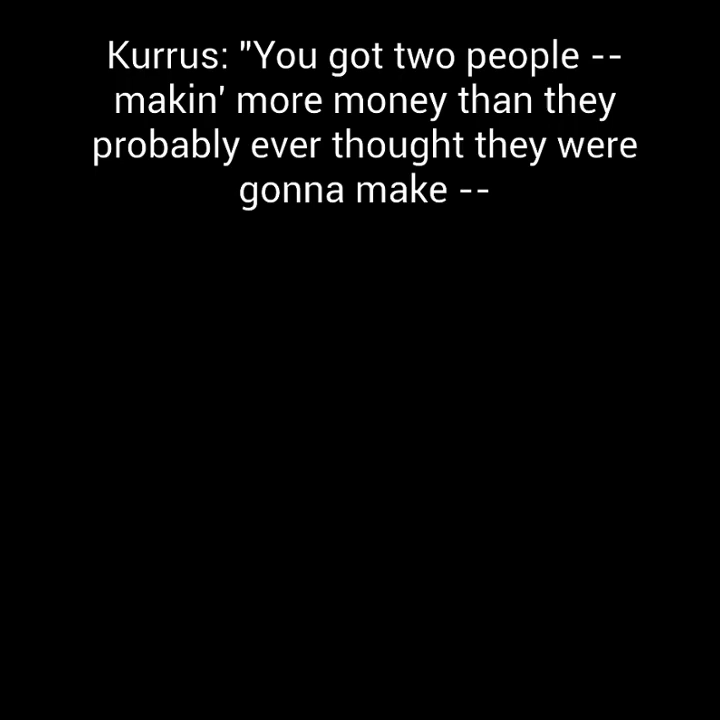 Kurrus: "You got two people --
makin' more money than they
probably ever thought they were
gonna make --